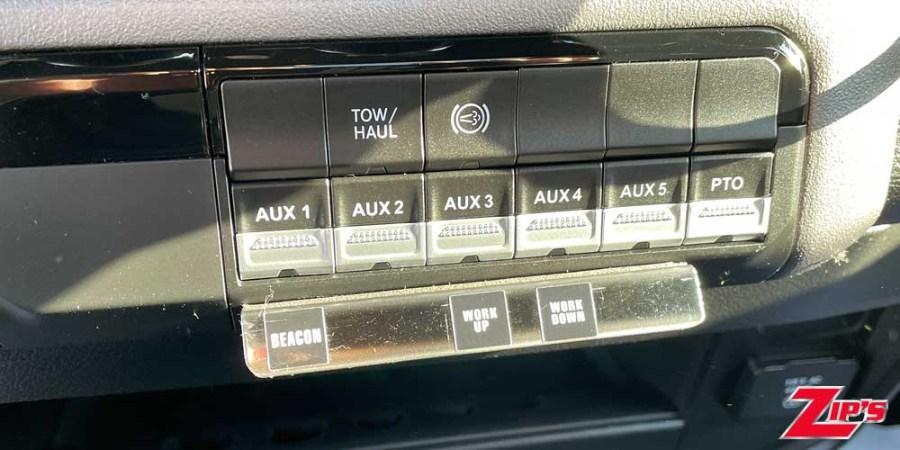 TOW/
HAUL
AUX 1 AUX 2 AUX 3 AUX 4 AUX 5 PTO
BEACON
WORK
UP
WORK
DOWN
ZIP'S